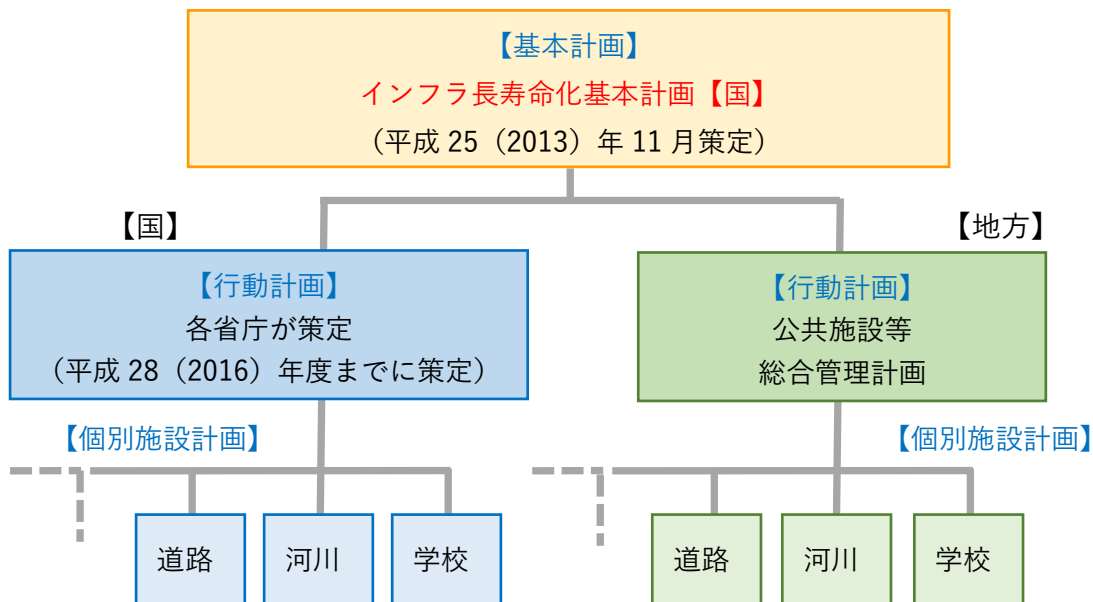 【基本計画】
インフラ長寿命化基本計画【国】
（平成 25（2013）年 11 月策定）
【国】
【地方】
【行動計画】
各省庁が策定
（平成 28（2016）年度までに策定）
【行動計画】
公共施設等
総合管理計画
【個別施設計画】
【個別施設計画】
道路
河川
学校
道路
河川
学校